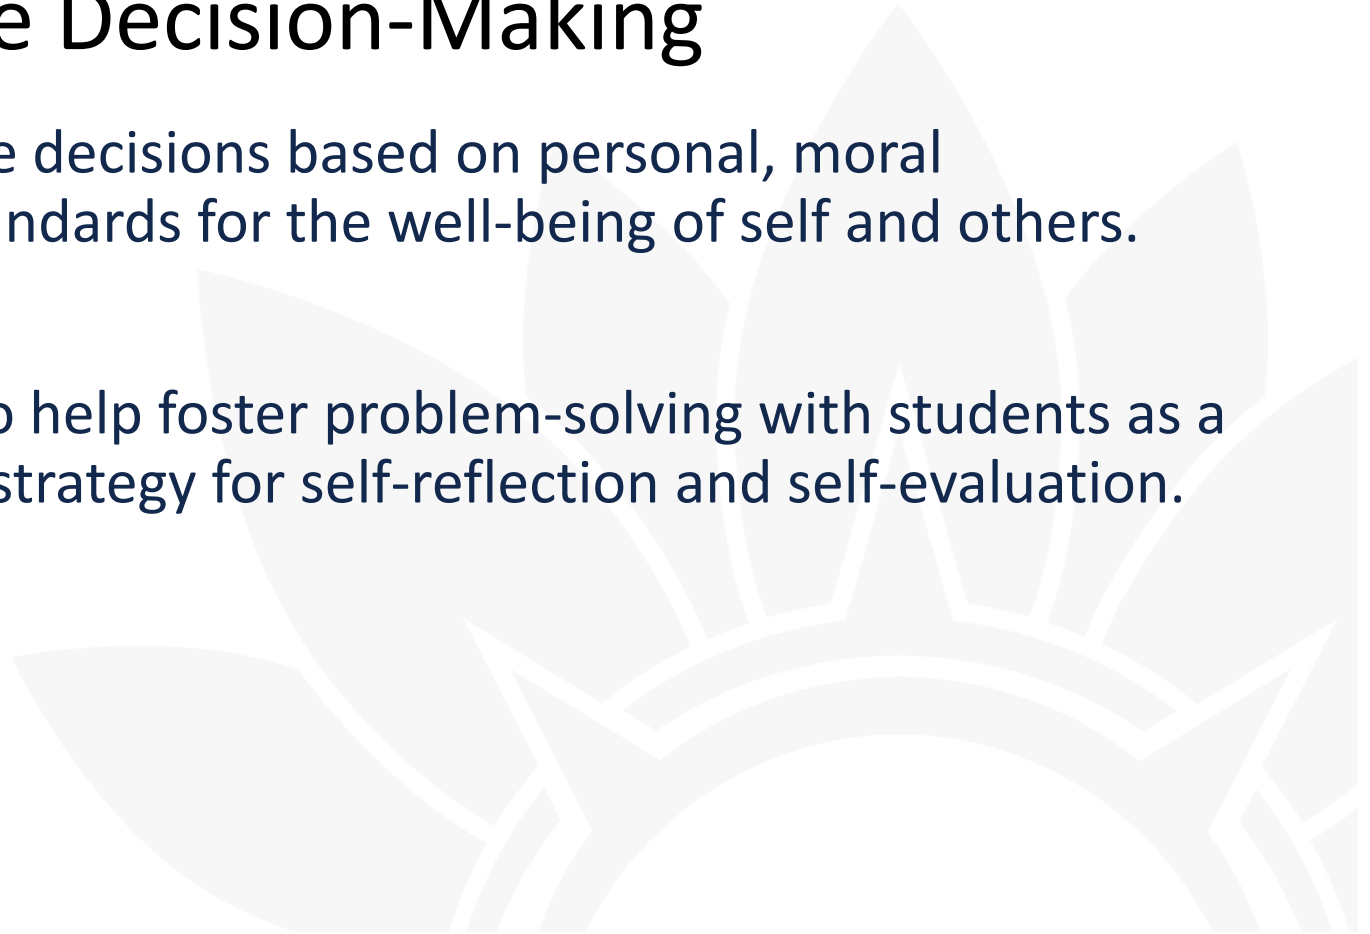 e Decision-Making
e decisions based on personal, moral
ndards for the well-being of self and others.
o help foster problem-solving with students as a
strategy for self-reflection and self-evaluation.